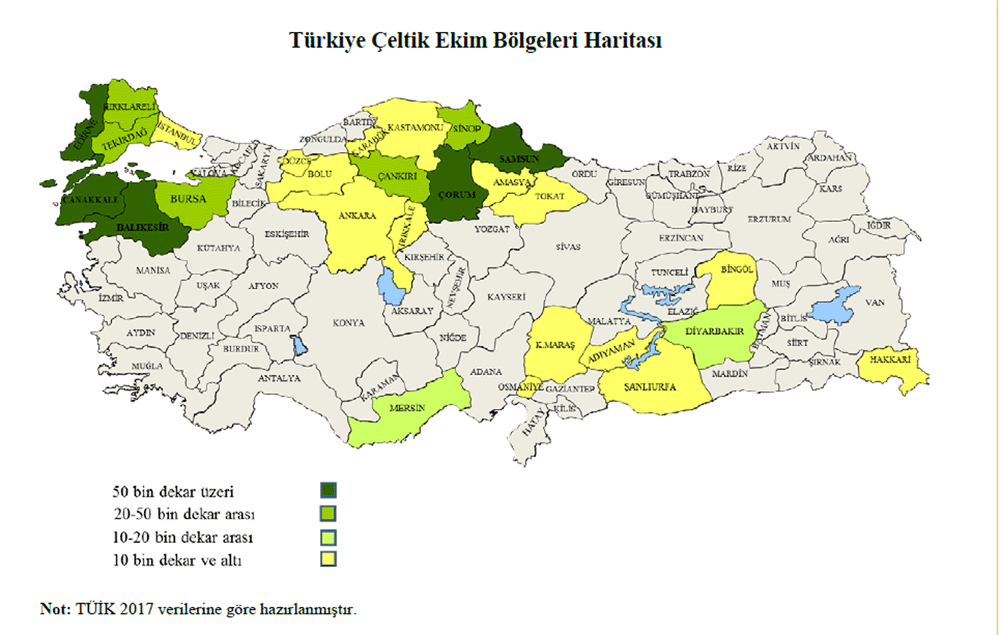 Türkiye Çeltik Ekim Bölgeleri Haritası
KIRKLARELİ
EDİRNE
TEKİRDAĞ
İSTANBUL
KOCAELİ
YALOVA
SAKARYA
DÜZCE
BOLU
ZONGULDA
BARTIN
KARABÜK
KASTAMONU
SİNOP
SAMSUN
ÇANKIRI
ÇORUM
AMASYA
TOKAT
ORDU
GİRESUN
TRABZON
RİZE
ARTVİN
ARDAHAN
KARS
GÜMÜŞHANE
BAYBURT
ERZURUM
IĞDIR
AĞRI
ÇANAKKALE
BALIKESİR
BURSA
BİLECİK
ESKİŞEHİR
ANKARA
KIRIKKALE
YOZGAT
SİVAS
ERZİNCAN
KÜTAHYA
MANİSA
UŞAK
AFYON
KIRŞEHİR
NEVŞEHİR
KAYSERİ
TUNCELİ
BİNGÖL
MUŞ
BİTLİS
VAN
İZMİR
AYDIN
DENİZLİ
ISPARTA
BURDUR
KONYA
AKSARAY
NİĞDE
MALATYA
ELAZIĞ
DİYARBAKIR
BATMAN
SİİRT
ŞIRNAK
HAKKARİ
MUĞLA
ANTALYA
KARAMAN
MERSİN
ADANA
K.MARAŞ
ADIYAMAN
OSMANİYE
GAZİANTEP
KİLİS
HATAY
ŞANLIURFA
MARDİN
50 bin dekar üzeri
20-50 bin dekar arası
10-20 bin dekar arası
10 bin dekar ve altı
Not: TÜİK 2017 verilerine göre hazırlanmıştır.